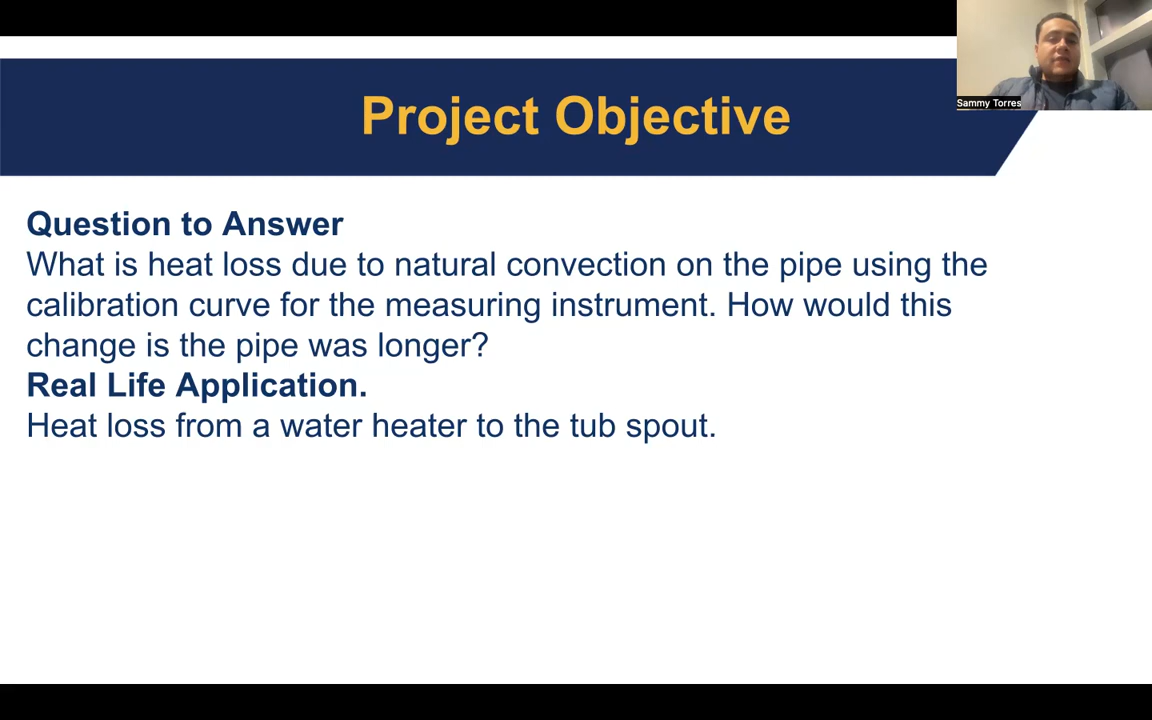 Project Objective
Sammy Torres
Question to Answer
What is heat loss due to natural convection on the pipe using the
calibration curve for the measuring instrument. How would this
change is the pipe was longer?
Real Life Application.
Heat loss from a water heater to the tub spout.